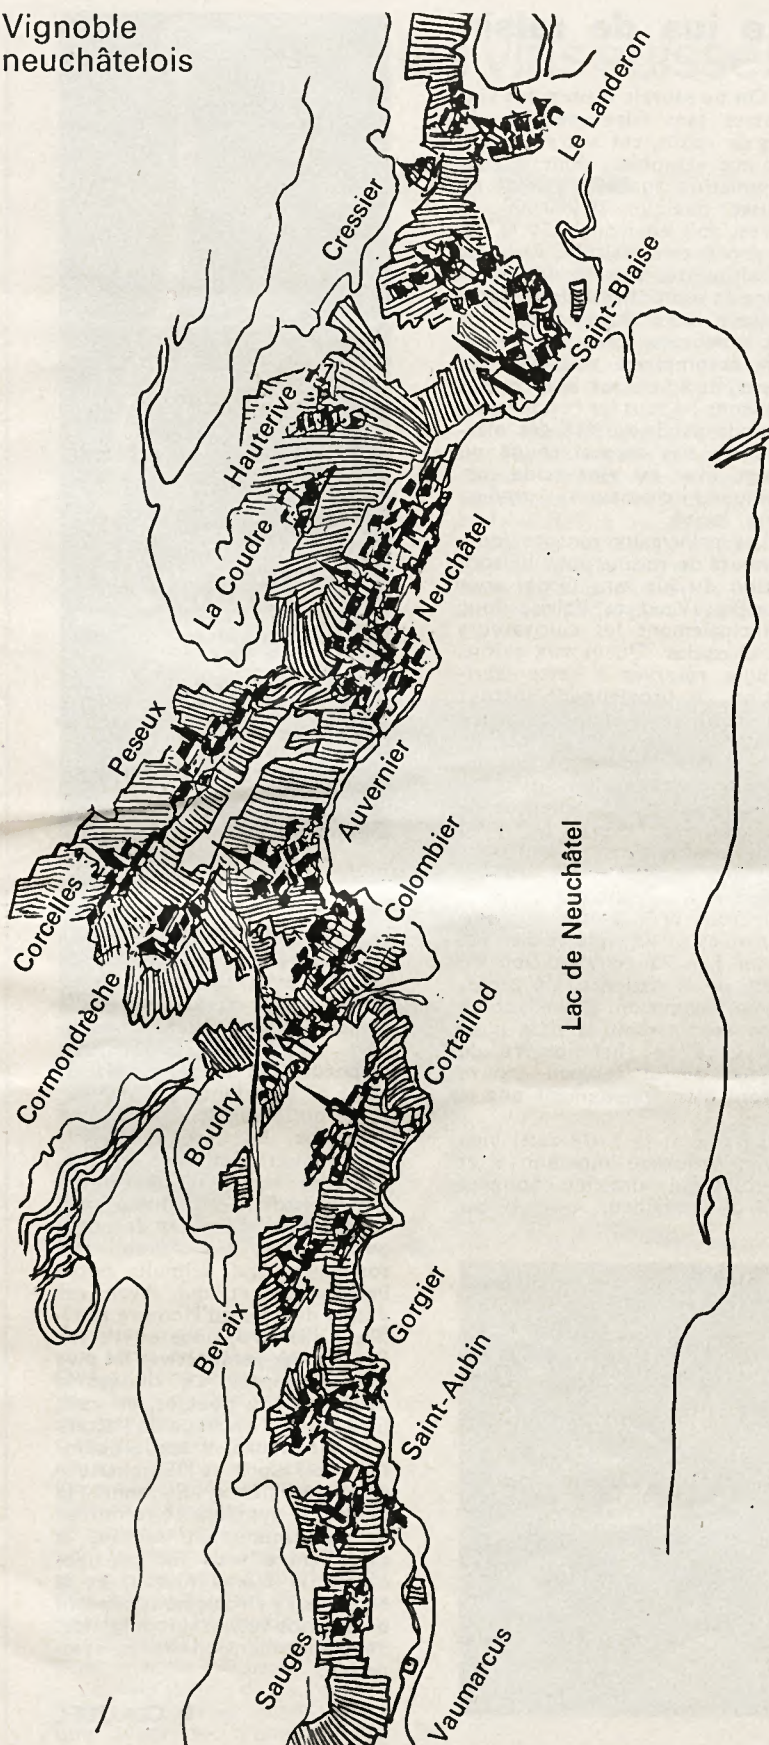 Vignoble
neuchâtelois
Le Landeron
Cressier
Saint-Blaise
Hauterive
La Coudre
Neuchâtel
Peseux
Auvernier
Colombier
Lac de Neuchâtel
Corcelles
Cormondrèche
Cortaillod
Boudry
Gorgier
Bevaix
Saint-Aubin
Sauges
Vaumarcus